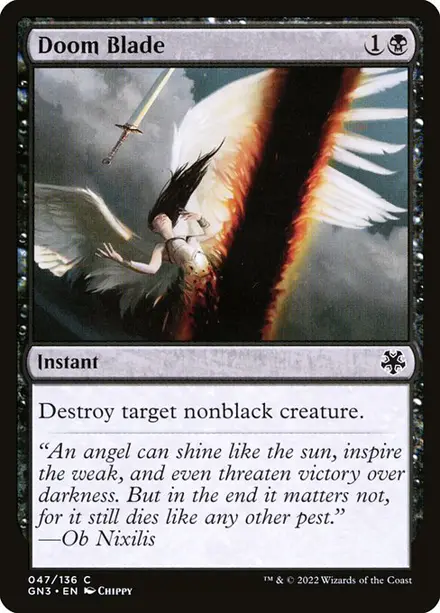 Doom Blade 1
Instant
Destroy target nonblack creature.
“An angel can shine like the sun, inspire
the weak, and even threaten victory over
darkness. But in the end it matters not,
for it still dies like any other pest.”
—Ob Nixilis
047/136 C
GN3 • EN CHIPPY
™ & © 2022 Wizards of the Coast